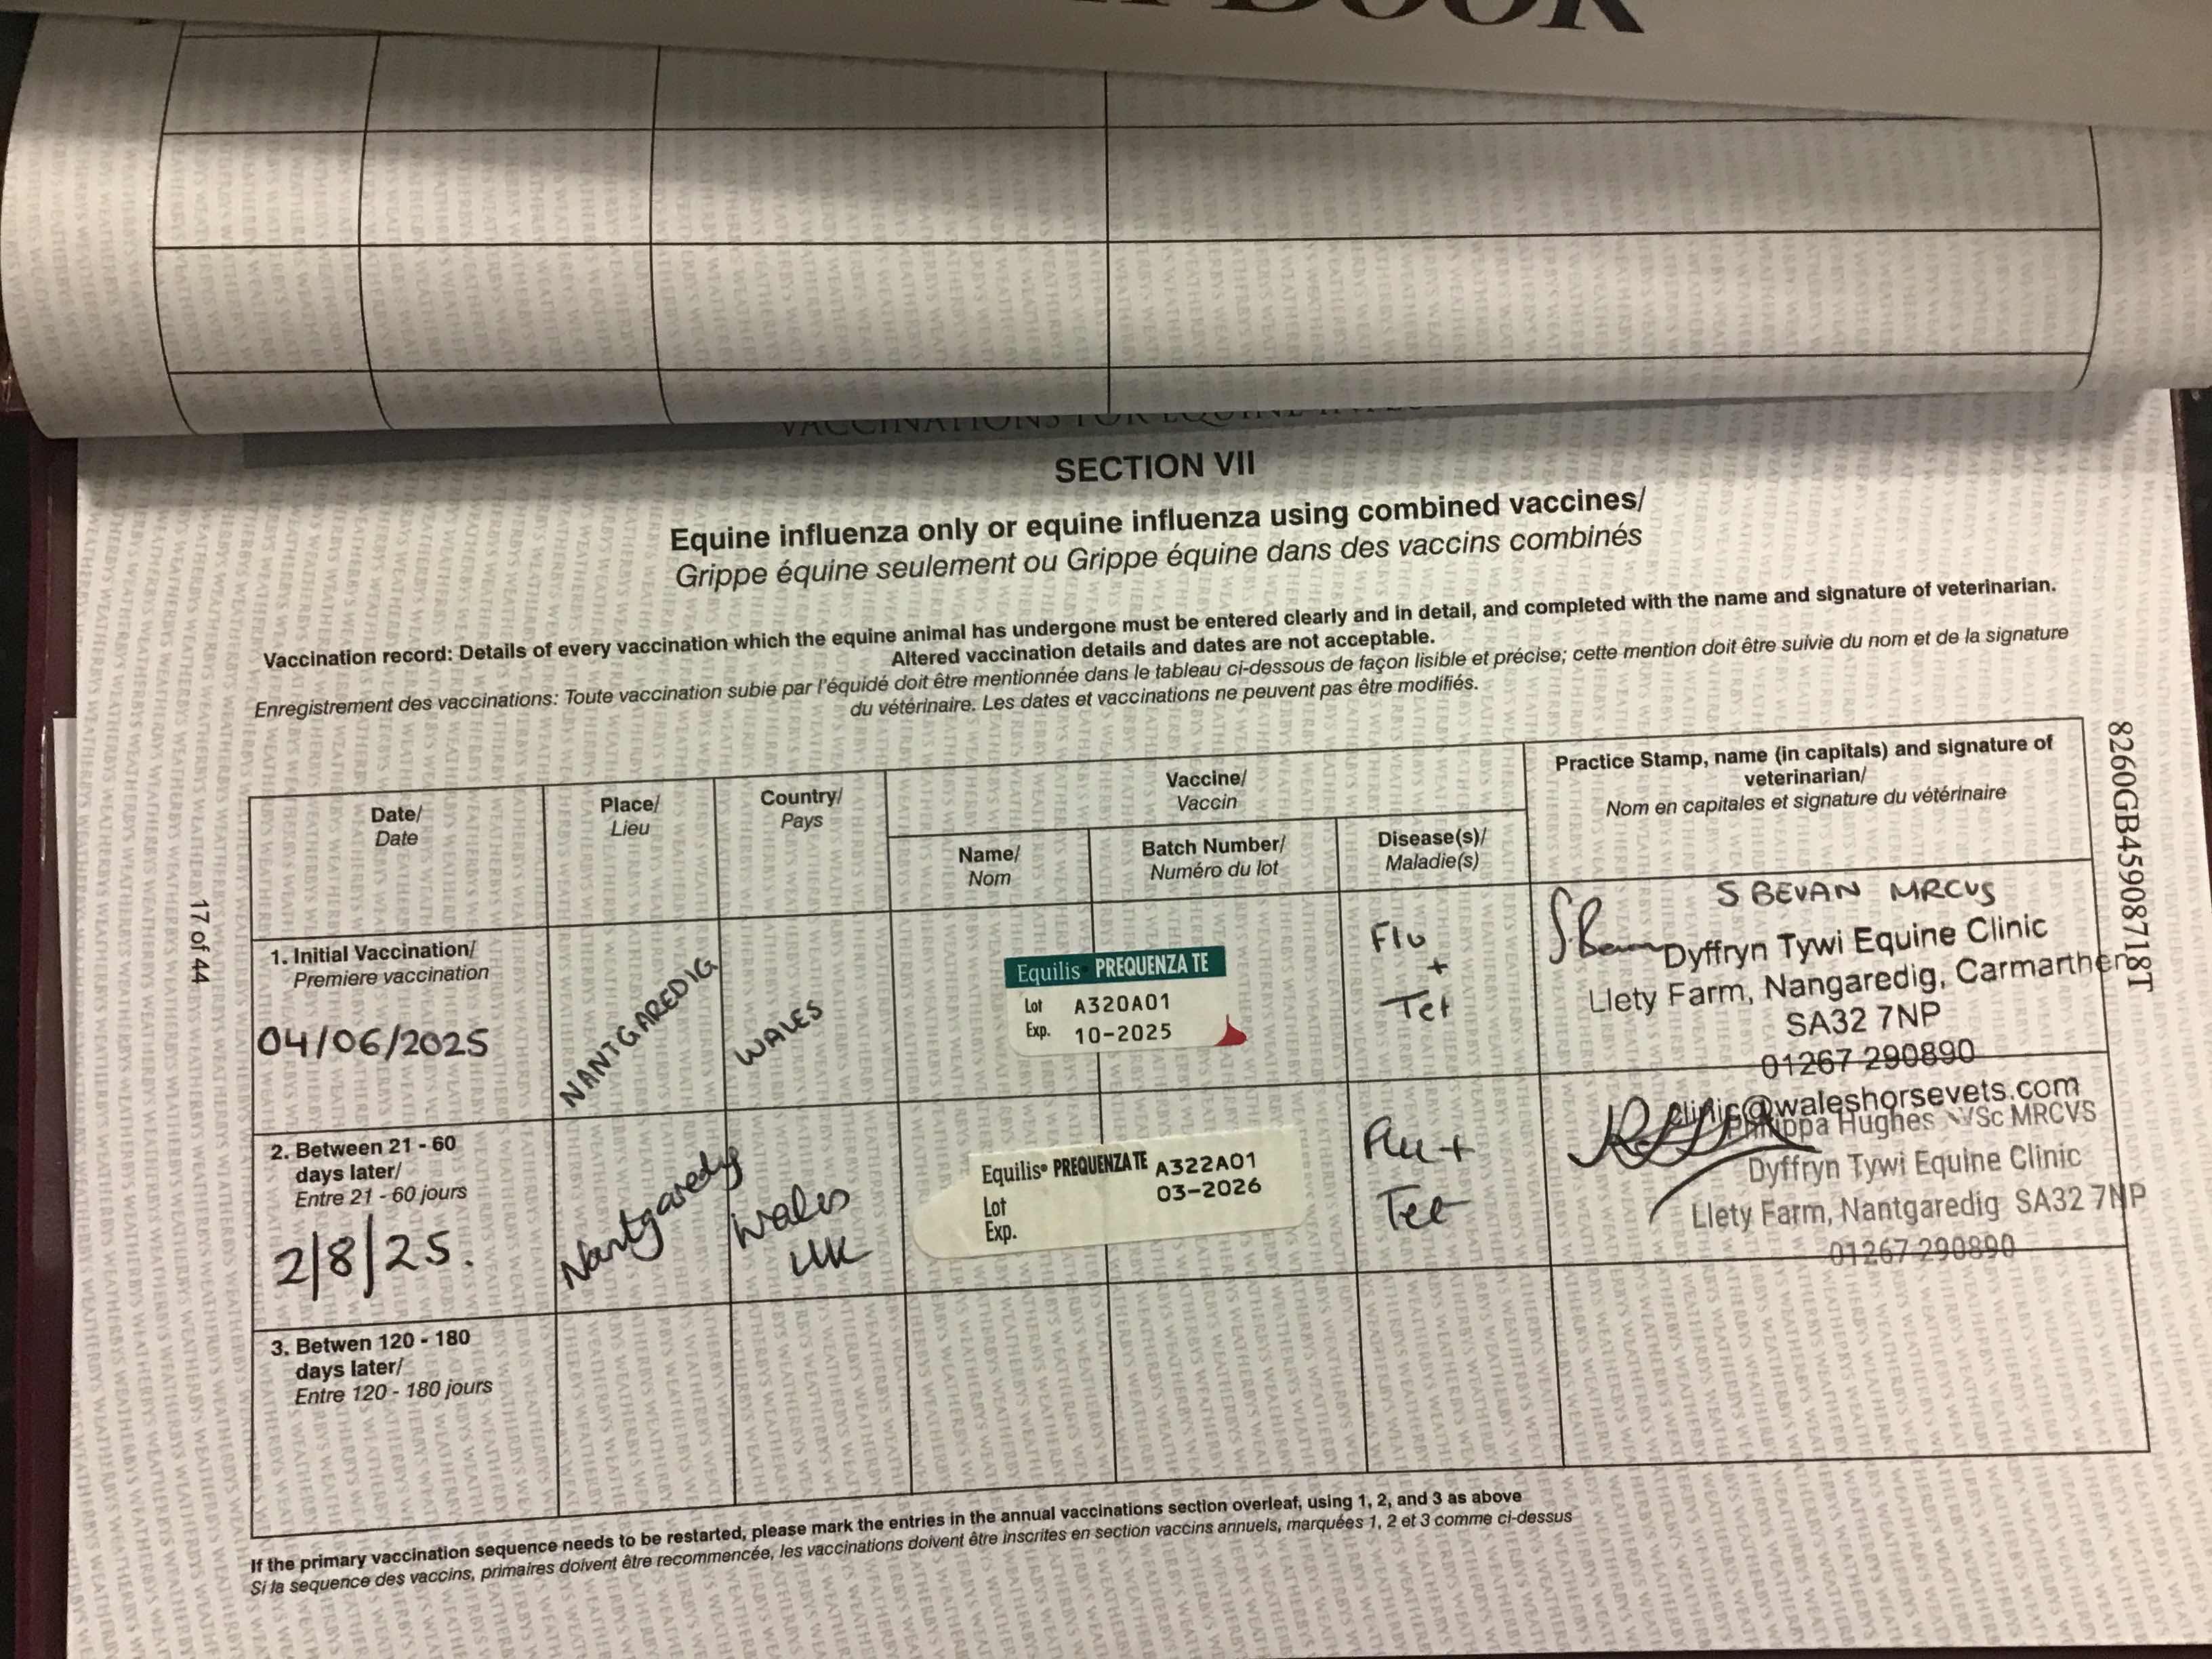 BOOK
VACCINATIONS FOR EQUINE
SECTION VII
Equine influenza only or equine influenza using combined vaccines/
Grippe équine seulement ou Grippe équine dans des vaccins combinés
Vaccination record: Details of every vaccination which the equine animal has undergone must be entered clearly and in detail, and completed with the name and signature of veterinarian.
Altered vaccination details and dates are not acceptable.
Enregistrement des vaccinations: Toute vaccination subie par l'équidé doit être mentionnée dans le tableau ci-dessous de façon lisible et précise; cette mention doit être suivie du nom et de la signature
du vétérinaire. Les dates et vaccinations ne peuvent pas être modifiés.
Date/
Date
Place/
Lieu
Country/
Pays
Vaccine/
Vaccin
Name/
Nom
Batch Number/
Numéro du lot
Disease(s)/
Maladie(s)
Practice Stamp, name (in capitals) and signature of
veterinarian/
Nom en capitales et signature du vétérinaire
1. Initial Vaccination/
Premiere vaccination
04/06/2025
NANTGAREDIG
WALES
Equilis PREQUENZA TE
Lot A320A01
Exp. 10-2025
Flu
+
Tet
S BEVAN MRCVS
Dyffryn Tywi Equine Clinic
Llety Farm, Nangaredig, Carmarthen
SA32 7NP
01267 290890
clinic@waleshorsevets.com
2. Between 21 - 60
days later/
Entre 21 - 60 jours
2/8/25.
Nantgaredig
Wales
UK
Equilis® PREQUENZA TE A322A01
03-2026
Lot
Exp.
Flu +
Tet
Philippa Hughes VSc MRCVS
Dyffryn Tywi Equine Clinic
Llety Farm, Nantgaredig SA32 7NP
01267 290890
3. Betwen 120 - 180
days later/
Entre 120 - 180 jours
If the primary vaccination sequence needs to be restarted, please mark the entries in the annual vaccinations section overleaf, using 1, 2, and 3 as above
Si la sequence des vaccins, primaires doivent être recommencée, les vaccinations doivent être inscrites en section vaccins annuels, marquées 1, 2 et 3 comme ci-dessus
17 of 44
8260GB45908718T
WEATHERBYS